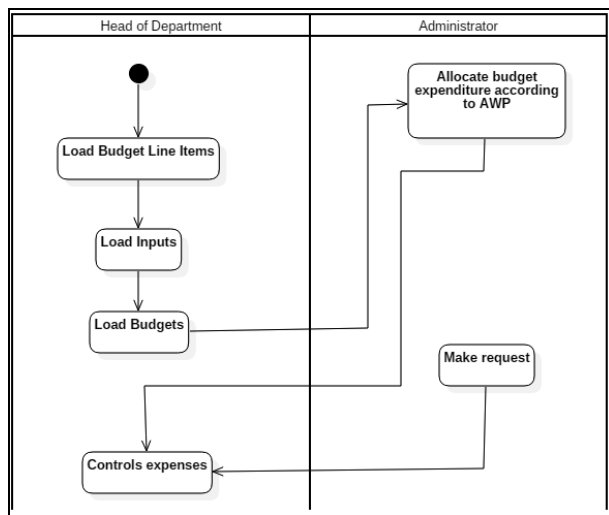 Head of Department
Administrator
Allocate budget
expenditure according
to AWP
Load Budget Line Items
Load Inputs
Load Budgets
Make request
Controls expenses